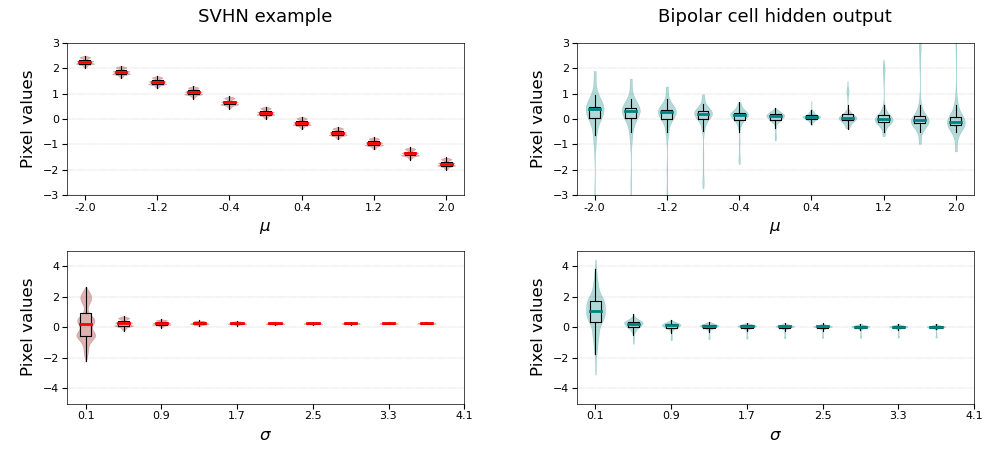 SVHN example
Bipolar cell hidden output
Pixel values
3
2
1
0
−1
−2
−3
-2.0 -1.2 -0.4 0.4 1.2 2.0
μ
Pixel values
3
2
1
0
−1
−2
−3
-2.0 -1.2 -0.4 0.4 1.2 2.0
μ
Pixel values
4
2
0
−2
−4
0.1 0.9 1.7 2.5 3.3 4.1
σ
Pixel values
4
2
0
−2
−4
0.1 0.9 1.7 2.5 3.3 4.1
σ